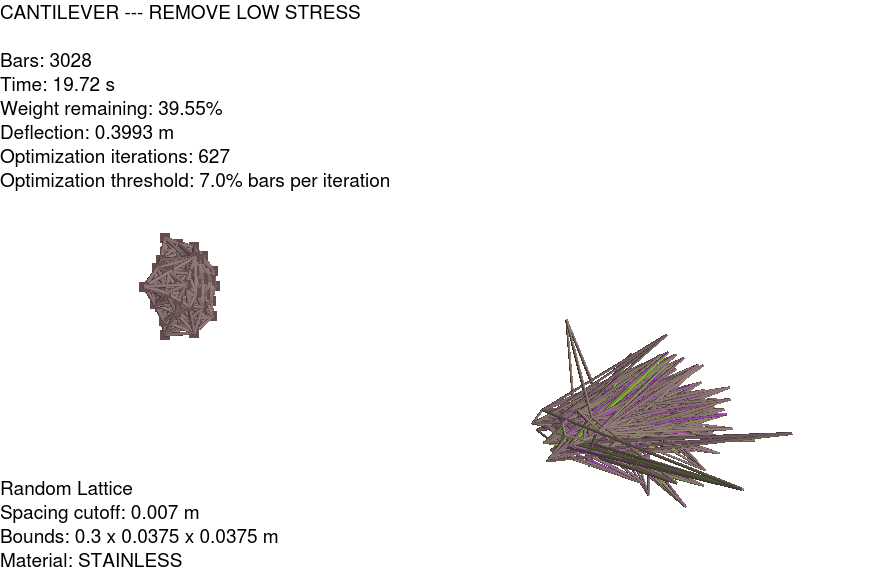 CANTILEVER --- REMOVE LOW STRESS
Bars: 3028
Time: 19.72 s
Weight remaining: 39.55%
Deflection: 0.3993 m
Optimization iterations: 627
Optimization threshold: 7.0% bars per iteration
Random Lattice
Spacing cutoff: 0.007 m
Bounds: 0.3 x 0.0375 x 0.0375 m
Material: STAINLESS